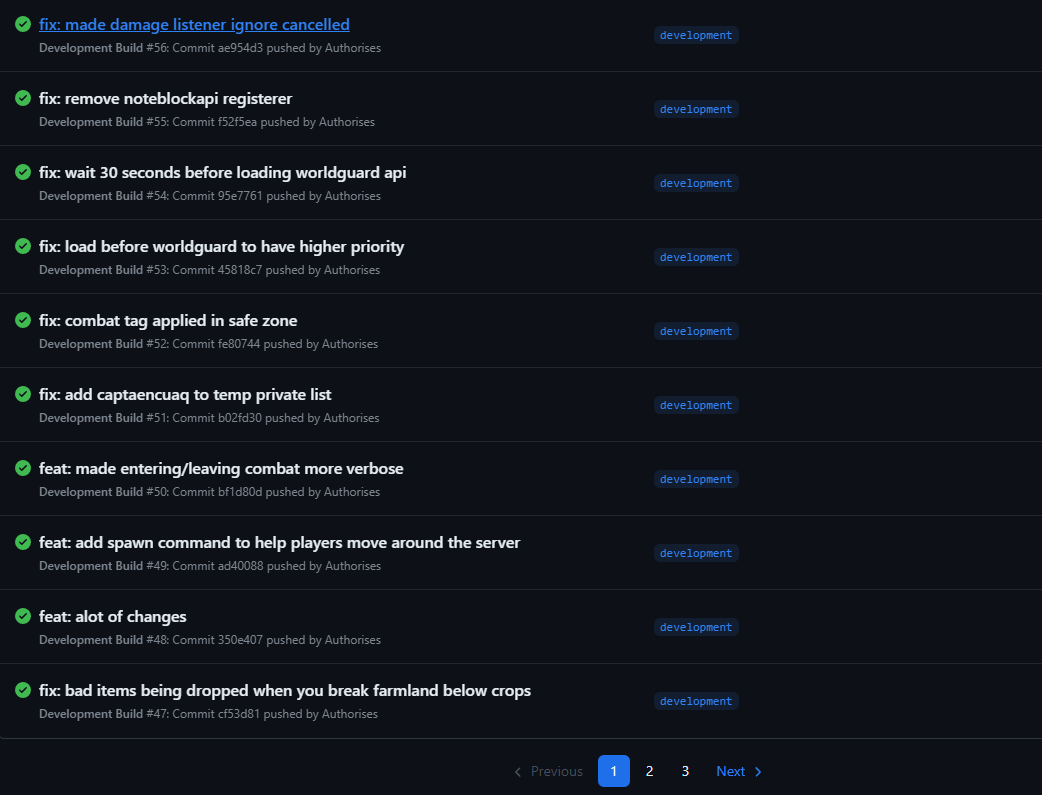 fix: made damage listener ignore cancelled
Development Build #56: Commit ae954d3 pushed by Authorises
development
fix: remove noteblockapi registerer
Development Build #55: Commit f52f5ea pushed by Authorises
development
fix: wait 30 seconds before loading worldguard api
Development Build #54: Commit 95e7761 pushed by Authorises
development
fix: load before worldguard to have higher priority
Development Build #53: Commit 45818c7 pushed by Authorises
development
fix: combat tag applied in safe zone
Development Build #52: Commit fe80744 pushed by Authorises
development
fix: add captaencuaq to temp private list
Development Build #51: Commit b02fd30 pushed by Authorises
development
feat: made entering/leaving combat more verbose
Development Build #50: Commit bf1d80d pushed by Authorises
development
feat: add spawn command to help players move around the server
Development Build #49: Commit ad40088 pushed by Authorises
development
feat: alot of changes
Development Build #48: Commit 350e407 pushed by Authorises
development
fix: bad items being dropped when you break farmland below crops
Development Build #47: Commit cf53d81 pushed by Authorises
development
Previous 1 2 3 Next